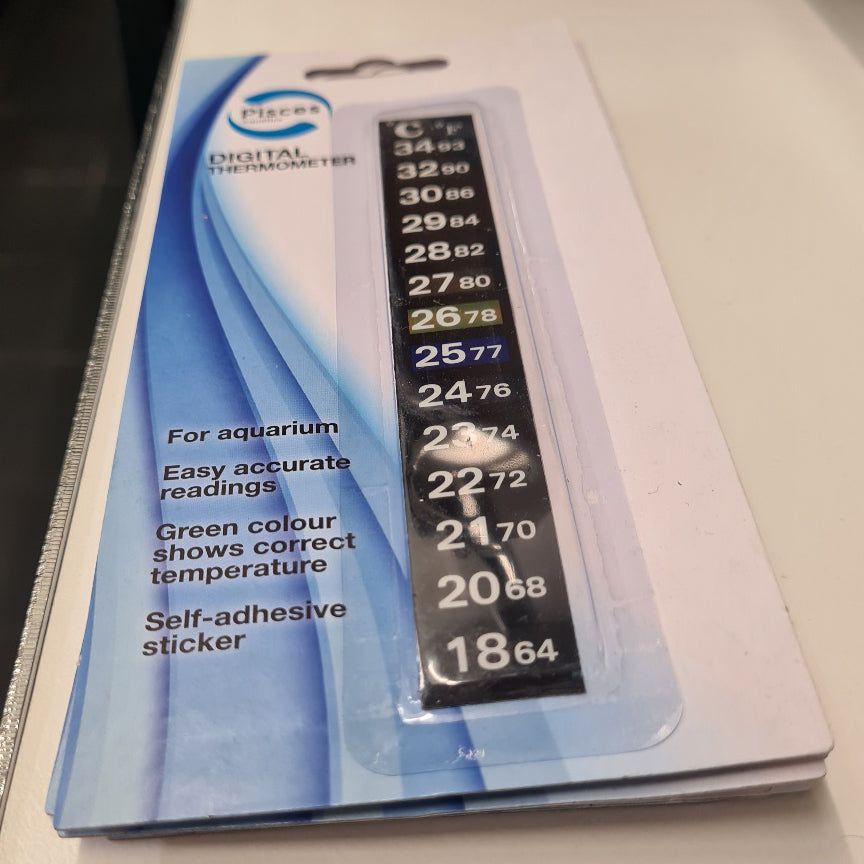 Pisces
DIGITAL
THERMOMETER
°C °F
34 93
32 90
30 86
29 84
28 82
27 80
26 78
25 77
24 76
23 74
22 72
21 70
20 68
18 64
For aquarium
Easy accurate
readings
Green colour
shows correct
temperature
Self-adhesive
sticker